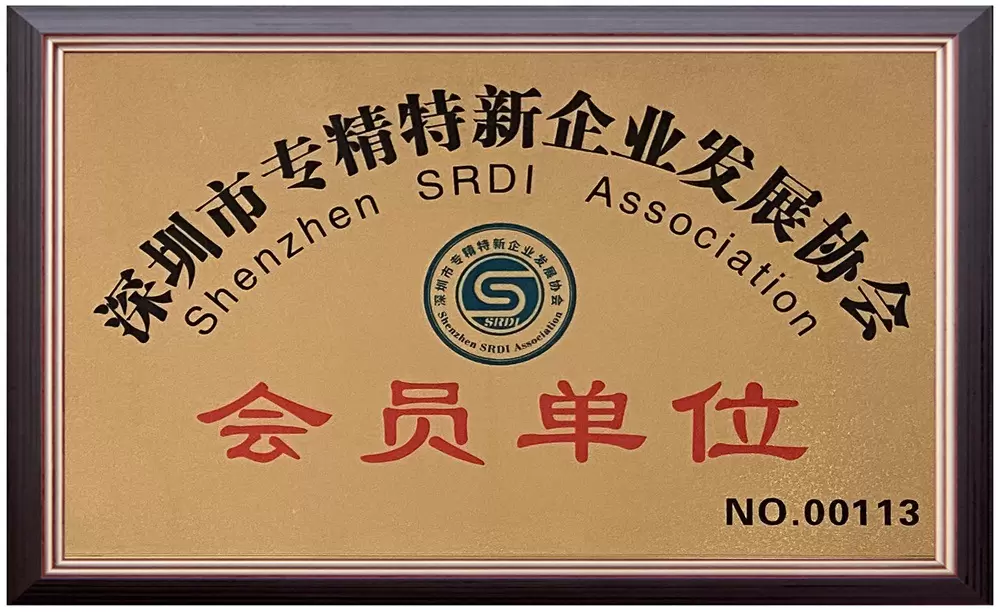 深圳市专精特新企业发展协会
Shenzhen SRDI Association
深圳市专精特新企业发展协会
SRDI
Shenzhen SRDI Association
会员单位
NO.00113